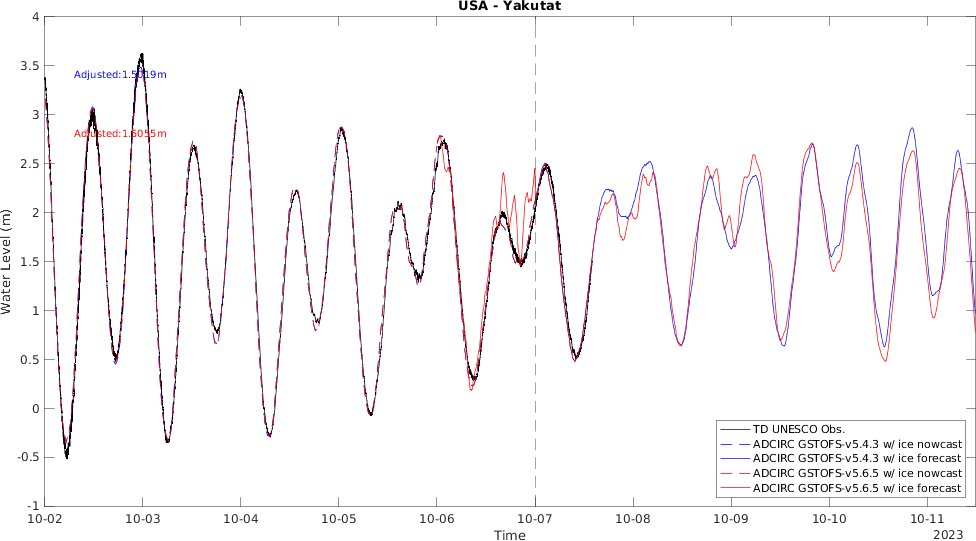 USA - Yakutat
4
3.5
3
2.5
2
1.5
1
0.5
0
-0.5
-1
Water Level (m)
Adjusted:1.5019m
Adjusted:1.6055m
10-02
10-03
10-04
10-05
10-06
10-07
10-08
10-09
10-10
10-11
Time
2023
TD UNESCO Obs.
ADCIRC GSTOFS-v5.4.3 w/ ice nowcast
ADCIRC GSTOFS-v5.4.3 w/ ice forecast
ADCIRC GSTOFS-v5.6.5 w/ ice nowcast
ADCIRC GSTOFS-v5.6.5 w/ ice forecast